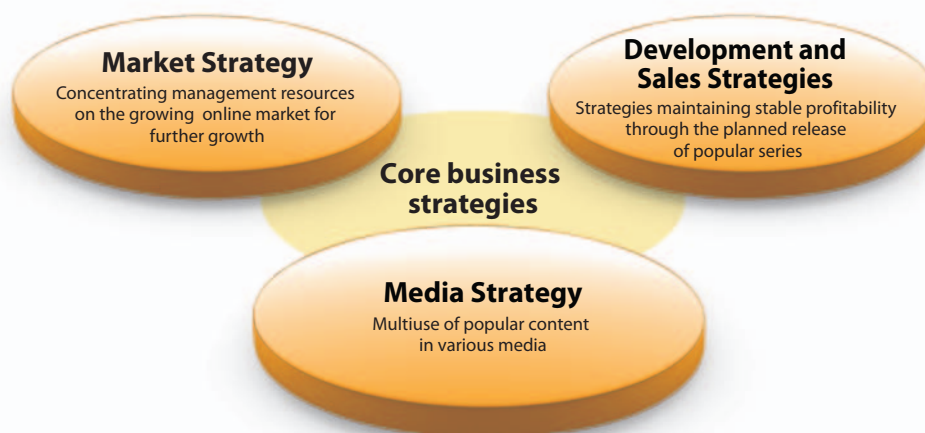 Market Strategy
Concentrating management resources
on the growing online market for
further growth
Development and
Sales Strategies
Strategies maintaining stable profitability
through the planned release
of popular series
Core business
strategies
Media Strategy
Multiuse of popular content
in various media